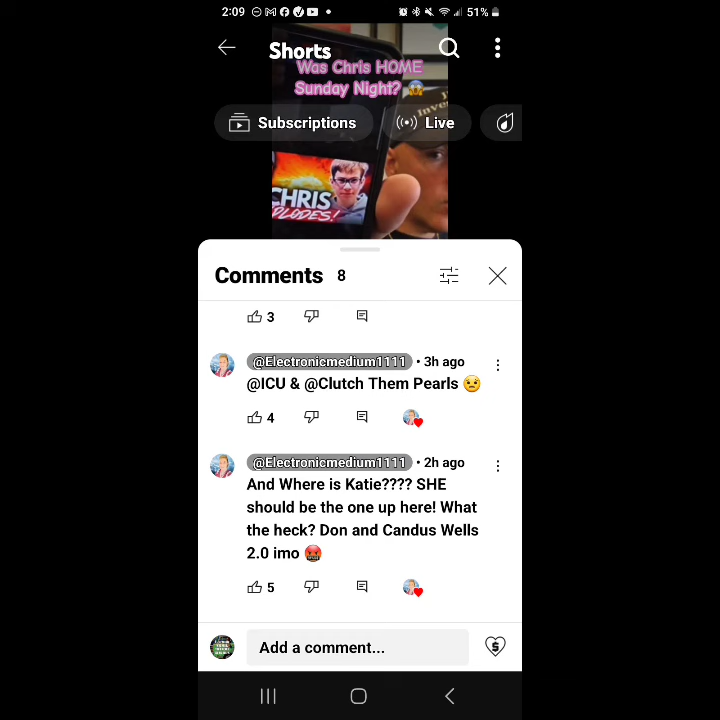 2:09
51%
Shorts
Was Chris HOME
Sunday Night? 😱
Subscriptions
Live
CHRIS
PLODES!
Comments 8
3
@Electronicmedium1111 • 3h ago
@ICU & @Clutch Them Pearls 😟
4
@Electronicmedium1111 • 2h ago
And Where is Katie???? SHE
should be the one up here! What
the heck? Don and Candus Wells
2.0 imo 🤬
5
Add a comment...